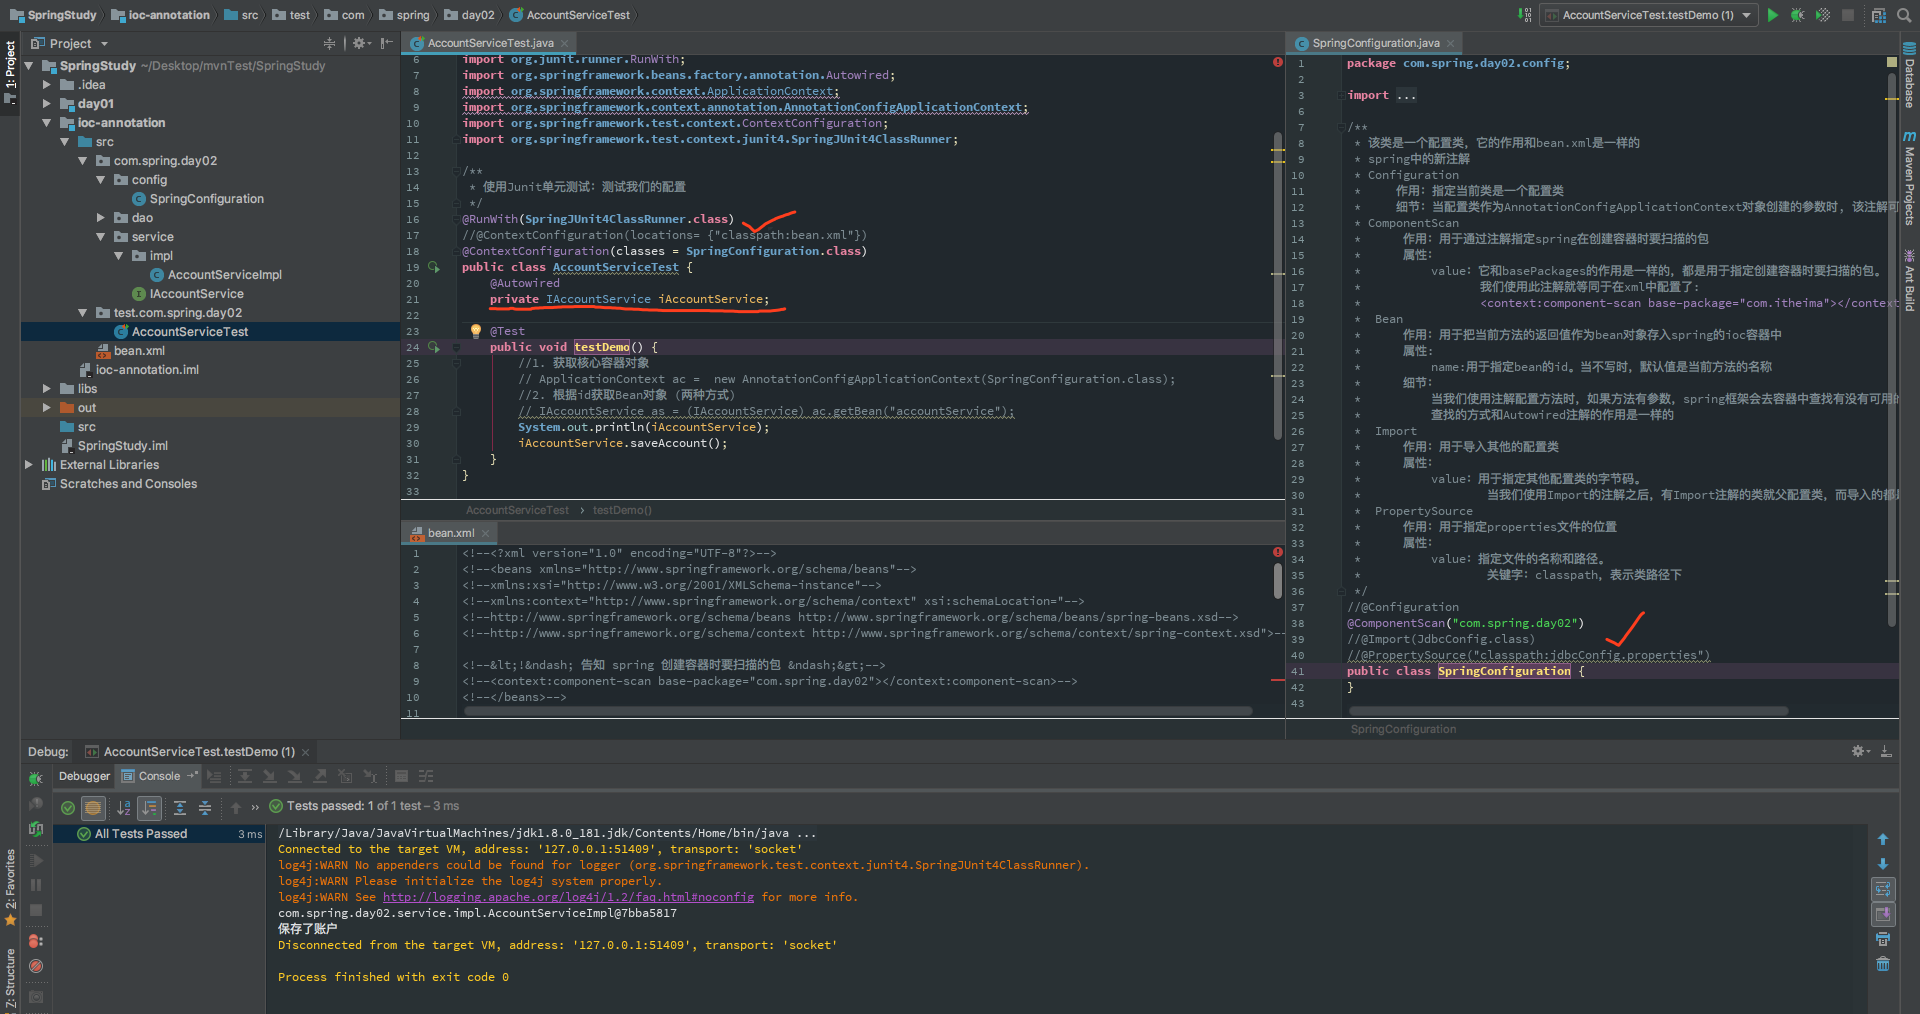 SpringStudy
ioc-annotation
src
test
com
spring
day02
AccountServiceTest
AccountServiceTest.testDemo (1)
Project
AccountServiceTest.java
SpringConfiguration.java
1: Project
SpringStudy ~/Desktop/mvnTest/SpringStudy
.idea
day01
ioc-annotation
src
com.spring.day02
config
SpringConfiguration
dao
service
impl
AccountServiceImpl
IAccountService
test.com.spring.day02
AccountServiceTest
bean.xml
ioc-annotation.iml
libs
out
src
SpringStudy.iml
External Libraries
Scratches and Consoles
6 import org.junit.runner.RunWith;
7 import org.springframework.beans.factory.annotation.Autowired;
8 import org.springframework.context.ApplicationContext;
9 import org.springframework.context.annotation.AnnotationConfigApplicationContext;
10 import org.springframework.test.context.ContextConfiguration;
11 import org.springframework.test.context.junit4.SpringJUnit4ClassRunner;
12
13 /**
14 * 使用Junit单元测试：测试我们的配置
15 */
16 @RunWith(SpringJUnit4ClassRunner.class)
17 //@ContextConfiguration(locations= {"classpath:bean.xml"})
18 @ContextConfiguration(classes = SpringConfiguration.class)
19 public class AccountServiceTest {
20 @Autowired
21 private IAccountService iAccountService;
22
23 @Test
24 public void testDemo() {
25 //1. 获取核心容器对象
26 // ApplicationContext ac =  new AnnotationConfigApplicationContext(SpringConfiguration.class);
27 //2. 根据id获取Bean对象（两种方式）
28 // IAccountService as = (IAccountService) ac.getBean("accountService");
29 System.out.println(iAccountService);
30 iAccountService.saveAccount();
31 }
32 }
33
AccountServiceTest › testDemo()
bean.xml
1 <!--<?xml version="1.0" encoding="UTF-8"?>-->
2 <!--<beans xmlns="http://www.springframework.org/schema/beans"-->
3 <!--xmlns:xsi="http://www.w3.org/2001/XMLSchema-instance"-->
4 <!--xmlns:context="http://www.springframework.org/schema/context" xsi:schemaLocation="-->
5 <!--http://www.springframework.org/schema/beans http://www.springframework.org/schema/beans/spring-beans.xsd-->
6 <!--http://www.springframework.org/schema/context http://www.springframework.org/schema/context/spring-context.xsd">--
7
8 <!--&lt;!&ndash; 告知 spring 创建容器时要扫描的包 &ndash;&gt;-->
9 <!--<context:component-scan base-package="com.spring.day02"></context:component-scan>-->
10 <!--</beans>-->
11
1 package com.spring.day02.config;
2
3 import ...
6
7 /**
8 * 该类是一个配置类，它的作用和bean.xml是一样的
9 * spring中的新注解
10 * Configuration
11 * 作用：指定当前类是一个配置类
12 * 细节：当配置类作为AnnotationConfigApplicationContext对象创建的参数时，该注解可
13 * ComponentScan
14 * 作用：用于通过注解指定spring在创建容器时要扫描的包
15 * 属性：
16 * value：它和basePackages的作用是一样的，都是用于指定创建容器时要扫描的包。
17 * 我们使用此注解就等同于在xml中配置了：
18 * <context:component-scan base-package="com.itheima"></contex
19 * Bean
20 * 作用：用于把当前方法的返回值作为bean对象存入spring的ioc容器中
21 * 属性：
22 * name:用于指定bean的id。当不写时，默认值是当前方法的名称
23 * 细节：
24 * 当我们使用注解配置方法时，如果方法有参数，spring框架会去容器中查找有没有可用的
25 * 查找的方式和Autowired注解的作用是一样的
26 * Import
27 * 作用：用于导入其他的配置类
28 * 属性：
29 * value：用于指定其他配置类的字节码。
30 * 当我们使用Import的注解之后，有Import注解的类就父配置类，而导入的都
31 * PropertySource
32 * 作用：用于指定properties文件的位置
33 * 属性：
34 * value：指定文件的名称和路径。
35 * 关键字：classpath，表示类路径下
36 */
37 //@Configuration
38 @ComponentScan("com.spring.day02")
39 //@Import(JdbcConfig.class)
40 //@PropertySource("classpath:jdbcConfig.properties")
41 public class SpringConfiguration {
42 }
43
SpringConfiguration
Database
Maven Projects
Ant Build
Debug:
AccountServiceTest.testDemo (1)
Debugger
Console
Tests passed: 1 of 1 test – 3 ms
All Tests Passed 3 ms
/Library/Java/JavaVirtualMachines/jdk1.8.0_181.jdk/Contents/Home/bin/java ...
Connected to the target VM, address: '127.0.0.1:51409', transport: 'socket'
log4j:WARN No appenders could be found for logger (org.springframework.test.context.junit4.SpringJUnit4ClassRunner).
log4j:WARN Please initialize the log4j system properly.
log4j:WARN See http://logging.apache.org/log4j/1.2/faq.html#noconfig for more info.
com.spring.day02.service.impl.AccountServiceImpl@7bba5817
保存了账户
Disconnected from the target VM, address: '127.0.0.1:51409', transport: 'socket'
Process finished with exit code 0
2: Favorites
7: Structure